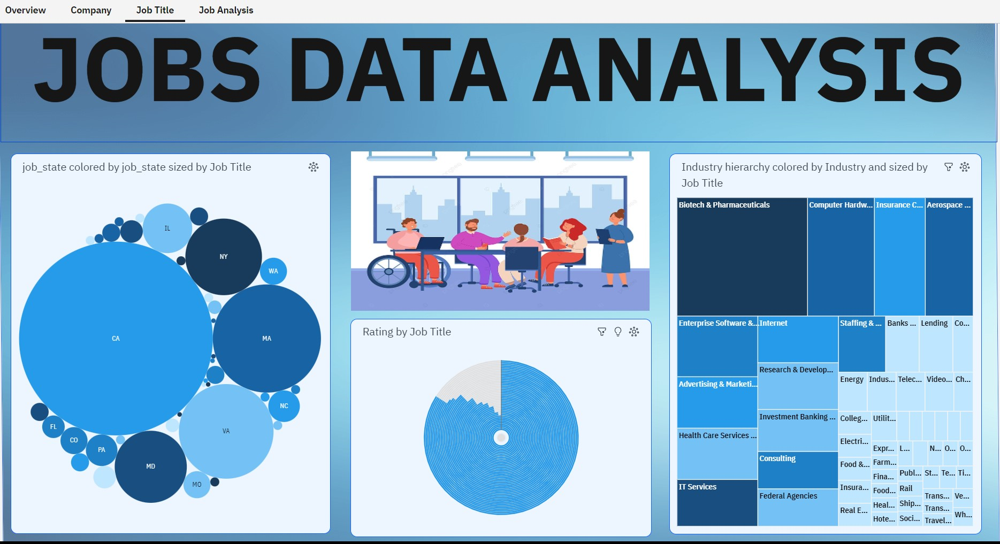 Overview Company Job Title Job Analysis
JOBS DATA ANALYSIS
job_state colored by job_state sized by Job Title
IL
NY
WA
CA
MA
NC
VA
FL
CO
PA
MD
MO
Rating by Job Title
Industry hierarchy colored by Industry and sized by
Job Title
Biotech & Pharmaceuticals
Computer Hardw...
Insurance C...
Aerospace ...
Enterprise Software &...
Internet
Staffing & ...
Banks ...
Lending
Co...
Research & Develop...
Advertising & Marketi...
Energy
Indus...
Telec...
Video...
Ch...
Investment Banking ...
Colleg...
Utilit...
Health Care Services ...
Electri...
Expr...
L...
N...
O...
O...
Consulting
Food &...
Farm...
Fina...
Publ...
St...
Te...
Ti...
IT Services
Insura...
Food...
Rail
Federal Agencies
Trans...
Ve...
Heal...
Ship...
Trans...
Real E...
Wh...
Hote...
Soci...
Travel...